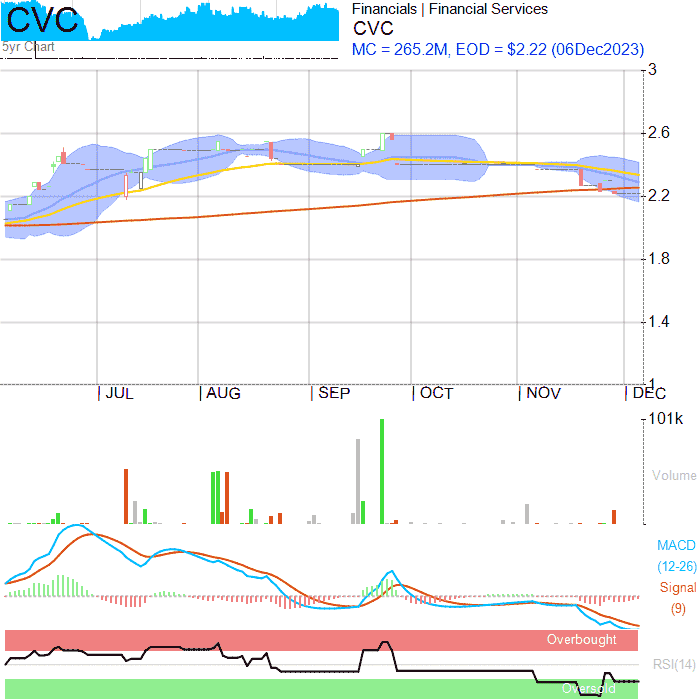 CVC
5yr Chart
Financials | Financial Services
CVC
MC = 265.2M, EOD = $2.22 (06Dec2023)
3
2.6
2.2
1.8
1.4
1
JUL AUG SEP OCT NOV DEC
101k
Volume
MACD
(12-26)
Signal
(9)
Overbought
RSI(14)
Oversold